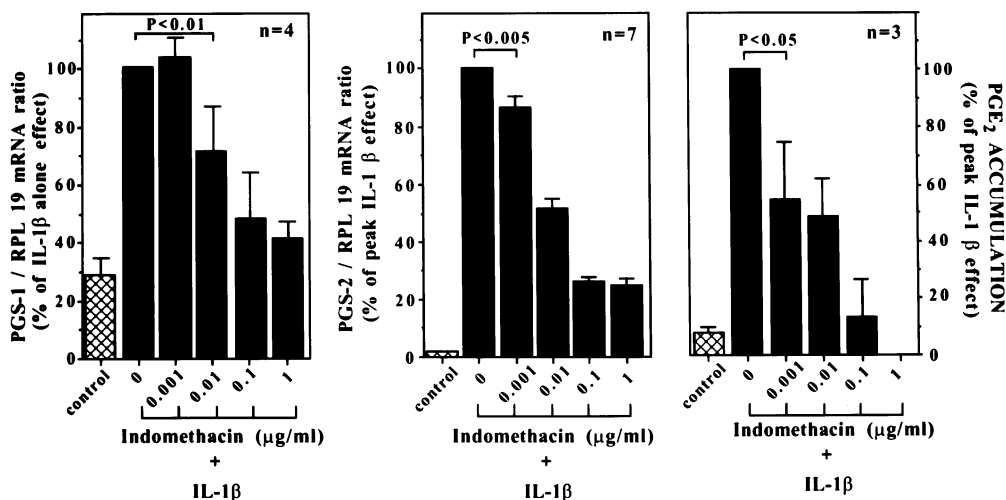 PGS-1 / RPL 19 mRNA ratio
(% of IL-1β alone effect)
100
80
60
40
20
0
P<0.01
n=4
control
0
0.001
0.01
0.1
1
Indomethacin (μg/ml)
+
IL-1β
PGS-2 / RPL 19 mRNA ratio
(% of peak IL-1 β effect)
100
80
60
40
20
0
P<0.005
n=7
control
0
0.001
0.01
0.1
1
Indomethacin (μg/ml)
+
IL-1β
P<0.05
n=3
100
80
60
40
20
0
PGE2 ACCUMULATION
(% of peak IL-1 β effect)
control
0
0.001
0.01
0.1
1
Indomethacin (μg/ml)
+
IL-1β